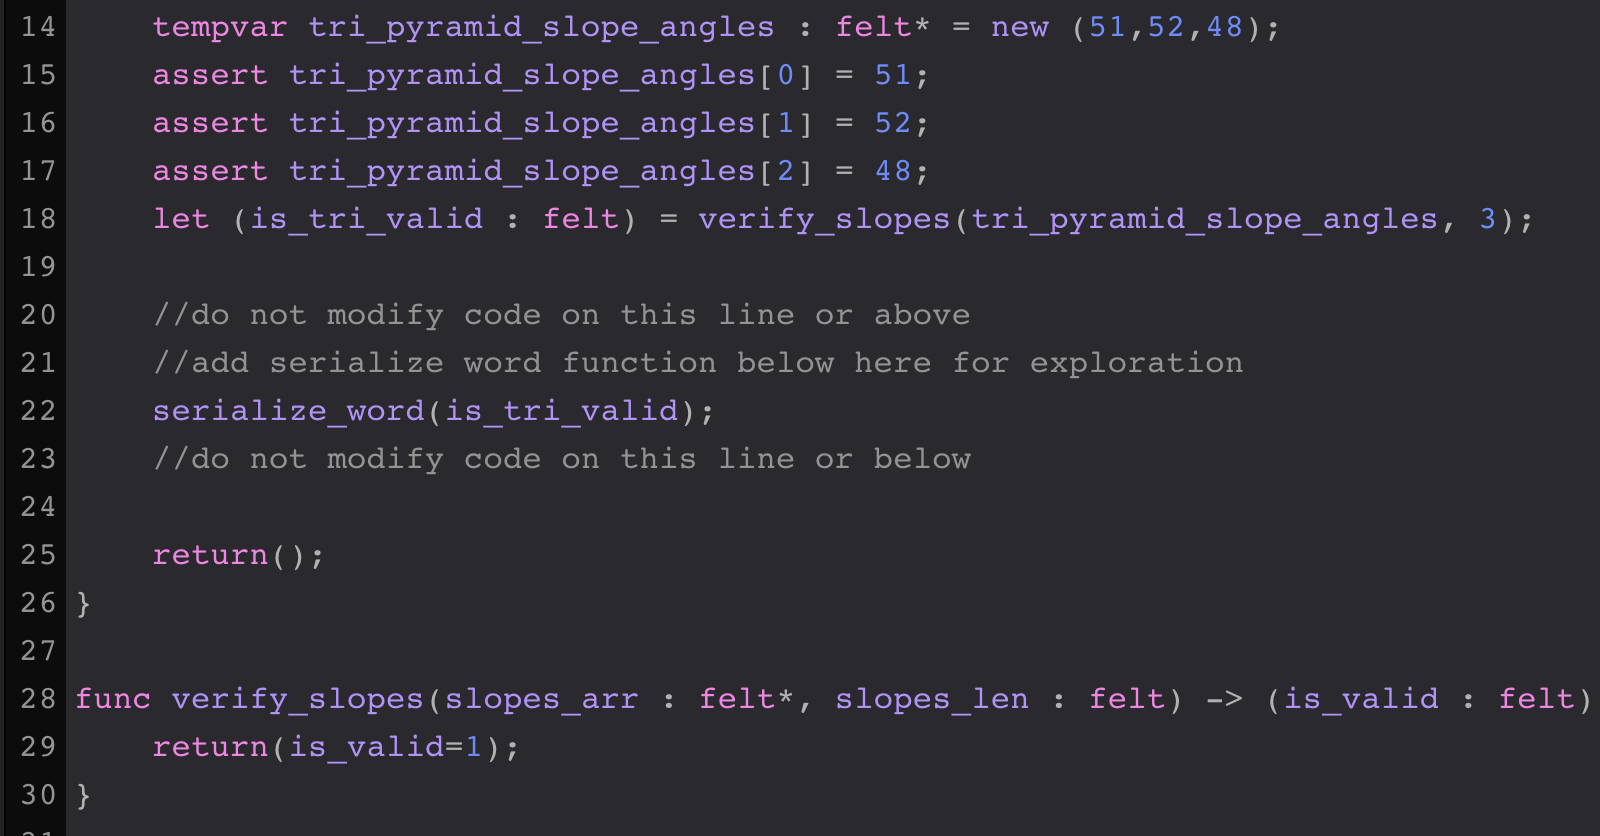 14 tempvar tri_pyramid_slope_angles : felt* = new (51,52,48);
15 assert tri_pyramid_slope_angles[0] = 51;
16 assert tri_pyramid_slope_angles[1] = 52;
17 assert tri_pyramid_slope_angles[2] = 48;
18 let (is_tri_valid : felt) = verify_slopes(tri_pyramid_slope_angles, 3);
19
20 //do not modify code on this line or above
21 //add serialize word function below here for exploration
22 serialize_word(is_tri_valid);
23 //do not modify code on this line or below
24
25 return();
26 }
27
28 func verify_slopes(slopes_arr : felt*, slopes_len : felt) -> (is_valid : felt)
29 return(is_valid=1);
30 }